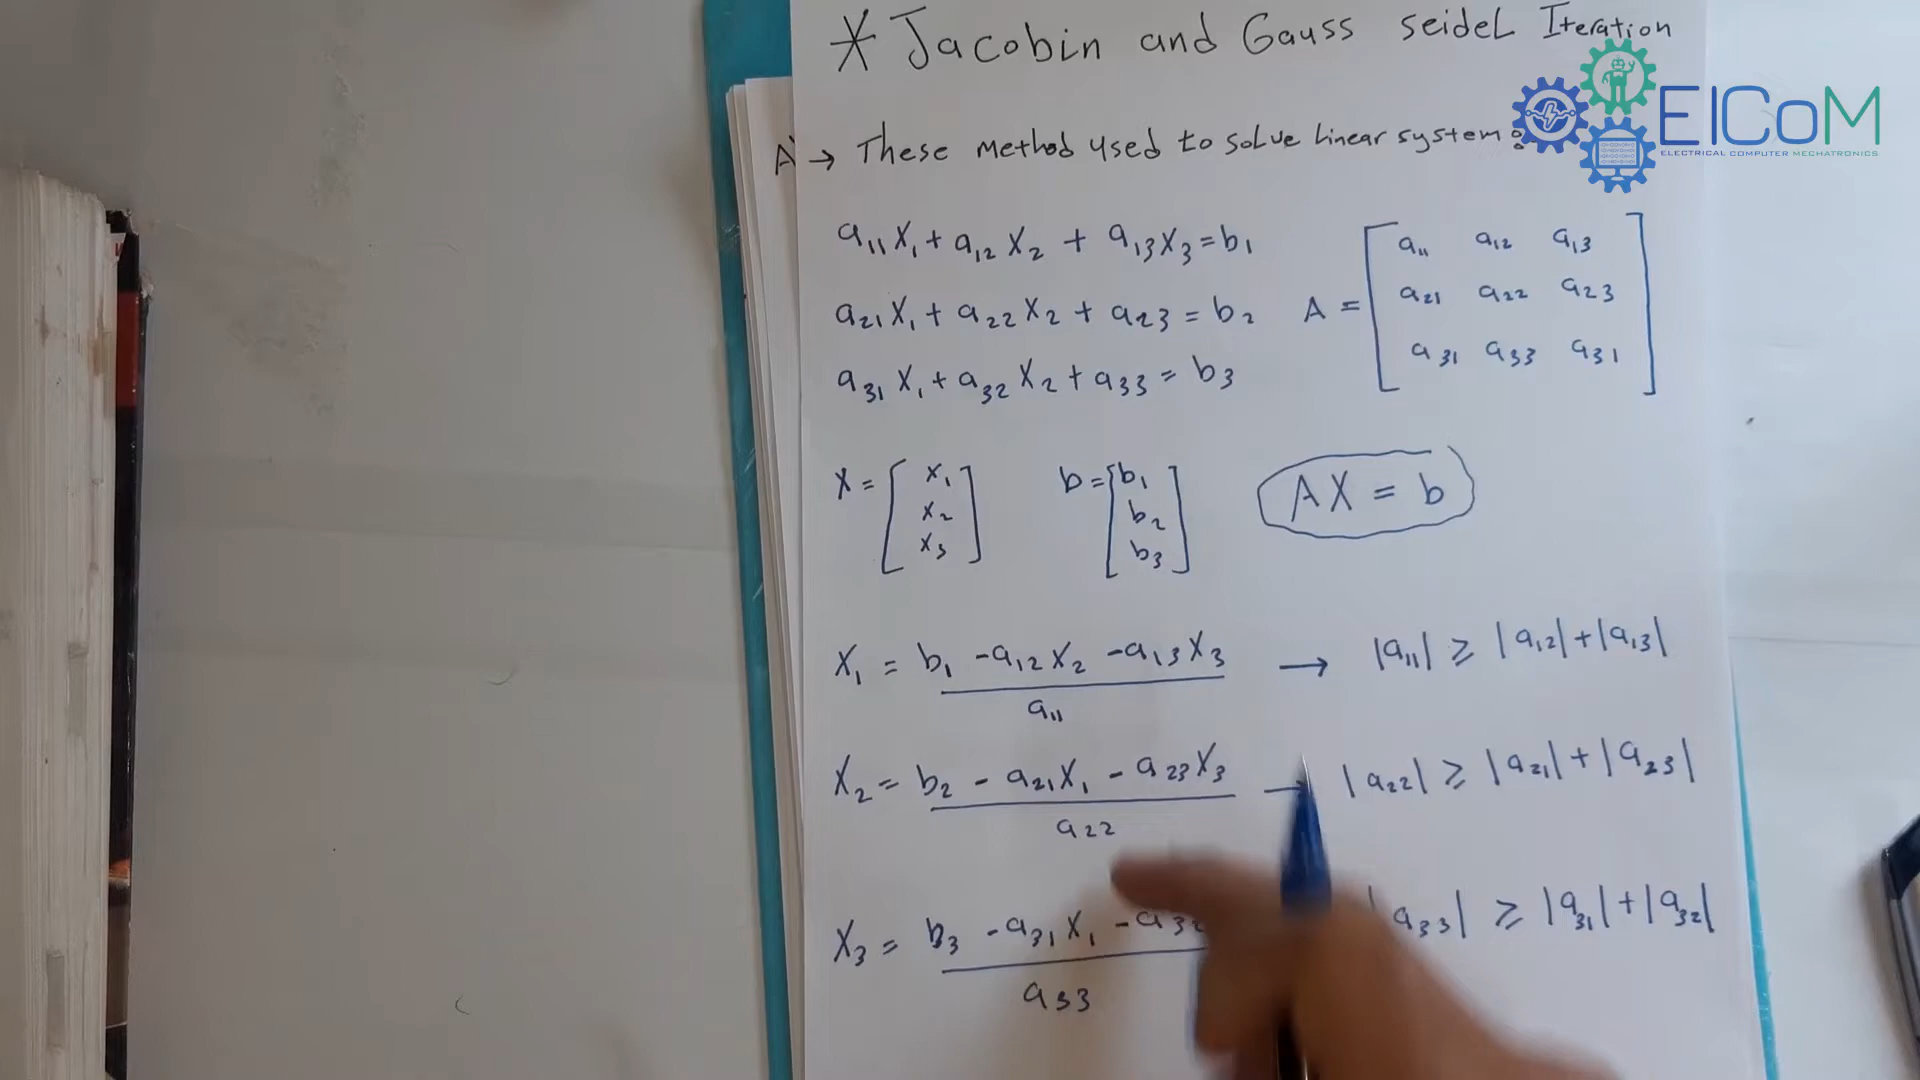 * Jacobin and Gauss seidel Iteration
EICoM
ELECTRICAL COMPUTER MECHATRONICS
A → These method used to solve linear system:
a11 X1 + a12 X2 + a13 X3 = b1
a21 X1 + a22 X2 + a23 = b2
a31 X1 + a32 X2 + a33 = b3
A = [ a11 a12 a13
a21 a22 a23
a31 a33 a31 ]
X = [ x1
x2
x3 ]
b = [ b1
b2
b3 ]
AX = b
X1 = b1 - a12 X2 - a13 X3 / a11 → |a11| ≥ |a12| + |a13|
X2 = b2 - a21 X1 - a23 X3 / a22 → |a22| ≥ |a21| + |a23|
X3 = b3 - a31 X1 - a32 / a33 |a33| ≥ |a31| + |a32|